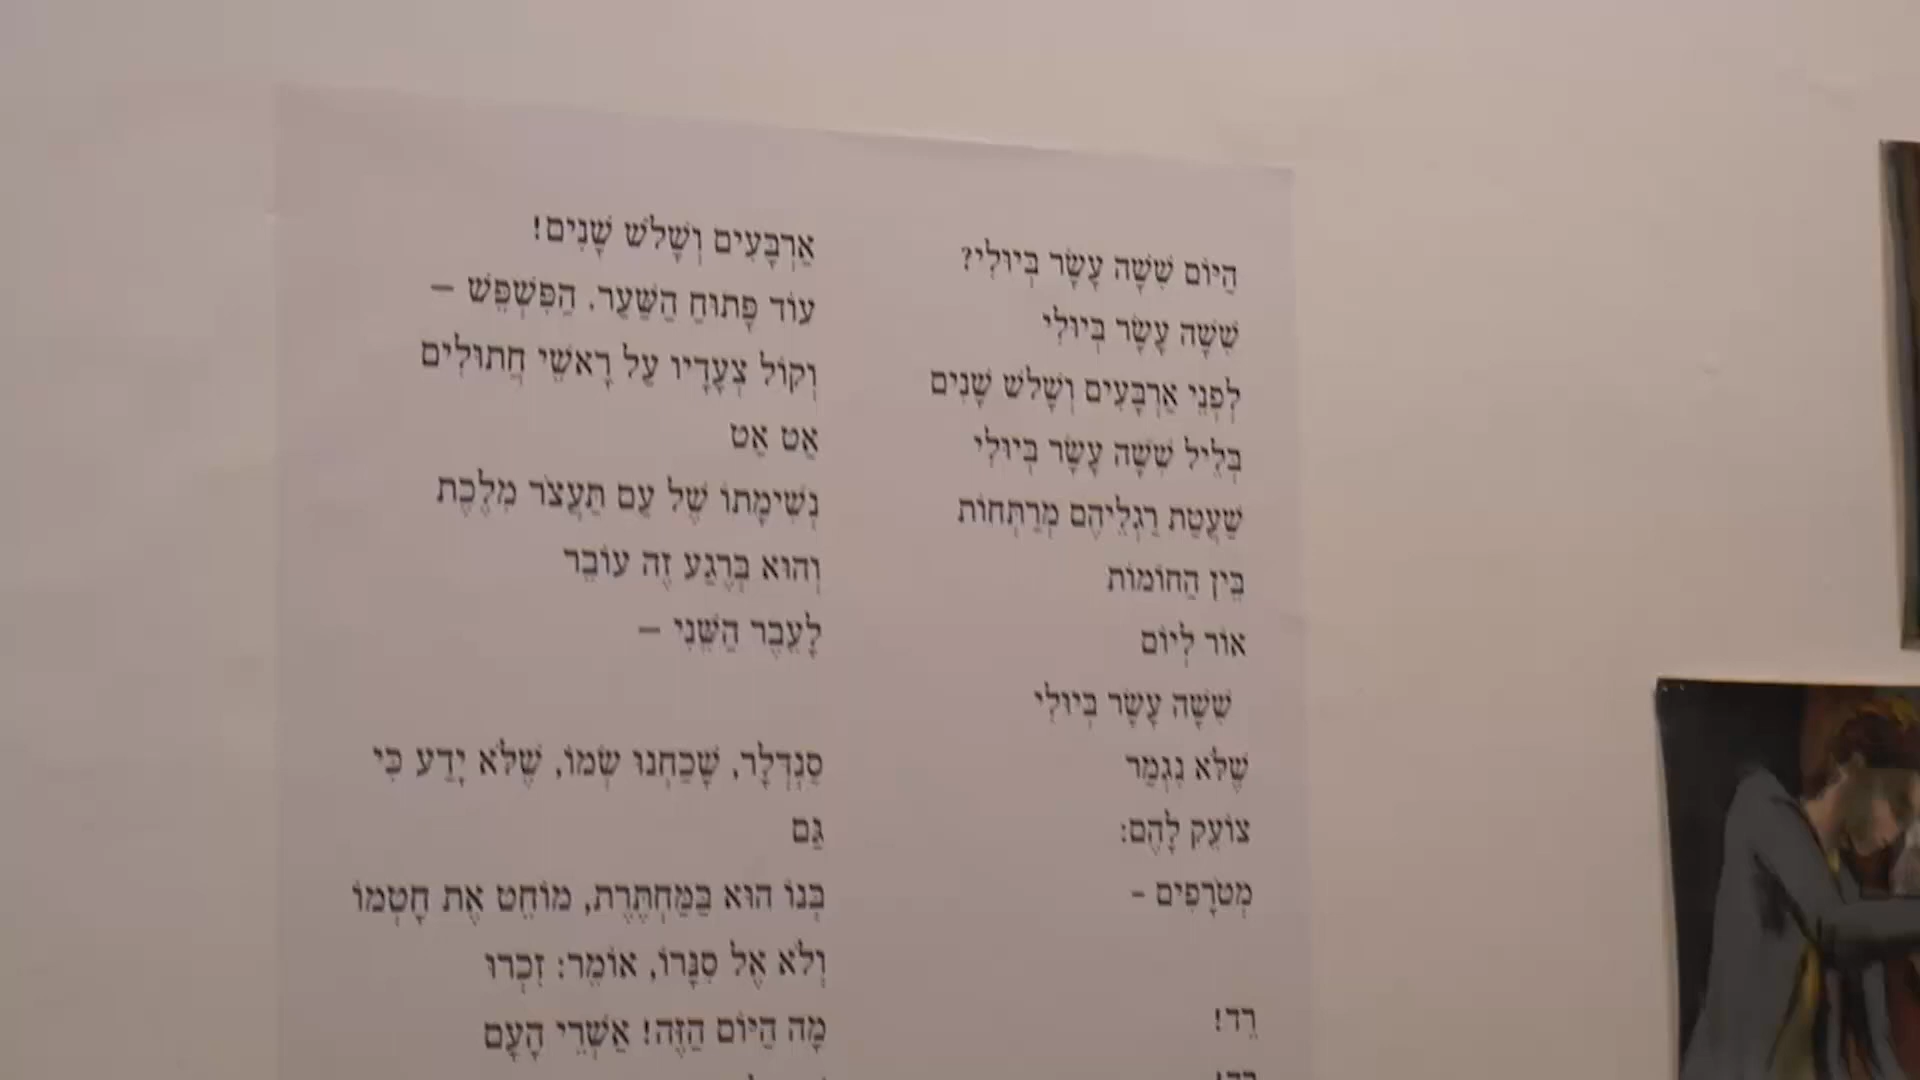 הַיּוֹם שִׁשָּׁה עָשָׂר בְּיוּלִי?
שִׁשָּׁה עָשָׂר בְּיוּלִי
לִפְנֵי אַרְבָּעִים וְשָׁלֹשׁ שָׁנִים
בְּלֵיל שִׁשָּׁה עָשָׂר בְּיוּלִי
שַׁעֲטַת רַגְלֵיהֶם מְרַתְּחוֹת
בֵּין הַחוֹמוֹת
אוֹר לְיוֹם
שִׁשָּׁה עָשָׂר בְּיוּלִי
שֶׁלֹּא נִגְמַר
צוֹעֵק לָהֶם:
מְטֹרָפִים –
רֵד!
אַרְבָּעִים וְשָׁלֹשׁ שָׁנִים!
עוֹד פָּתוּחַ הַשַּׁעַר. הַפִּשְׁפֵּשׁ –
וְקוֹל צְעָדָיו עַל רָאשֵׁי חֲתוּלִים
אַט אַט
נְשִׁימָתוֹ שֶׁל עַם תַּעֲצֹר מִלֶּכֶת
וְהוּא בְּרֶגַע זֶה עוֹבֵר
לָעֵבֶר הַשֵּׁנִי –
סַנְדְּלָר, שָׁכַחְנוּ שְׁמוֹ, שֶׁלֹּא יָדַע כִּי
גַּם
בְּנוֹ הוּא בַּמַּחְתֶּרֶת, מוֹחֵט אֶת חָטְמוֹ
וְלֹא אֶל סִנָּרוֹ, אוֹמֵר: זִכְרוּ
מָה הַיּוֹם הַזֶּה! אַשְׁרֵי הָעָם